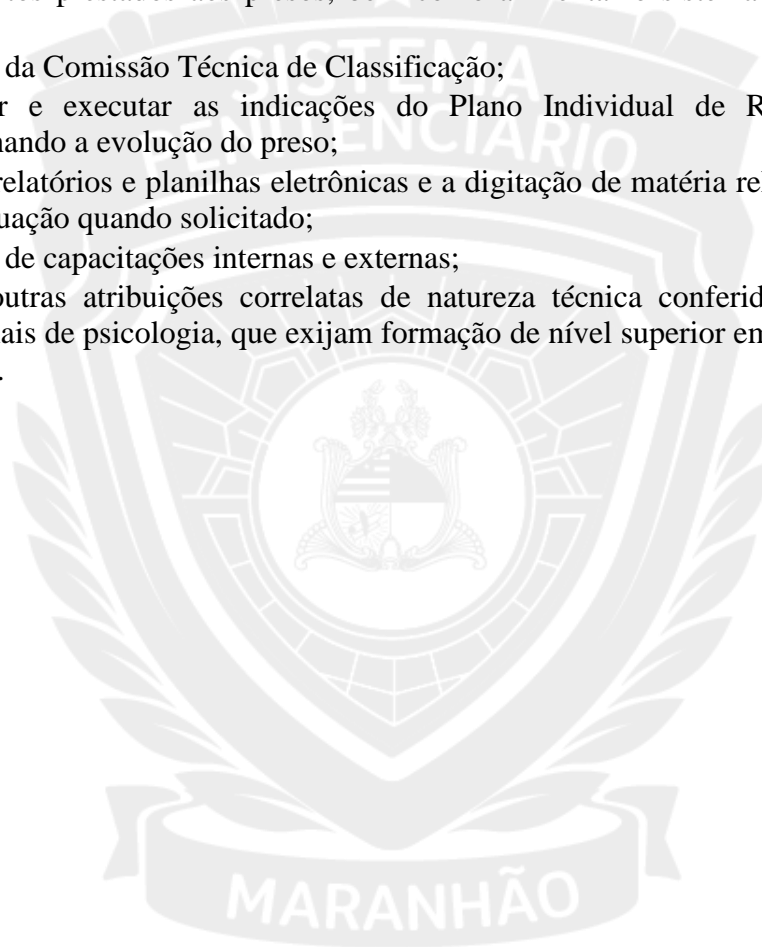 da Comissão Técnica de Classificação;
r e executar as indicações do Plano Individual de R
nando a evolução do preso;
relatórios e planilhas eletrônicas e a digitação de matéria rel
uação quando solicitado;
de capacitações internas e externas;
outras atribuições correlatas de natureza técnica conferid
ais de psicologia, que exijam formação de nível superior em
.
SISTEMA
PENITENCIÁRIO
MARANHÃO